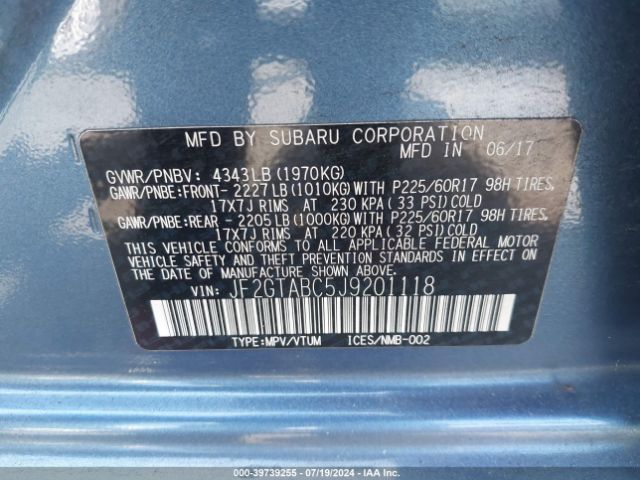 MFD BY SUBARU CORPORATION
MFD IN 06/17
GVWR/PNBV: 4343LB (1970KG)
GAWR/PNBE:FRONT- 2227LB (1010KG)WITH P225/60R17 98H TIRES,
17X7J RIMS AT 230 KPA (33 PSI) COLD
GAWR/PNBE:REAR - 2205LB (1000KG)WITH P225/60R17 98H TIRES,
17X7J RIMS AT 220 KPA (32 PSI) COLD
THIS VEHICLE CONFORMS TO ALL APPLICABLE FEDERAL MOTOR
VEHICLE SAFETY AND THEFT PREVENTION STANDARDS IN EFFECT ON THE
DATE OF MANUFACTURE SHOWN ABOVE.
VIN: JF2GTABC5J9201118
TYPE:MPV/VTUM ICES/NMB-002
000-39739255 - 07/19/2024 - IAA Inc.